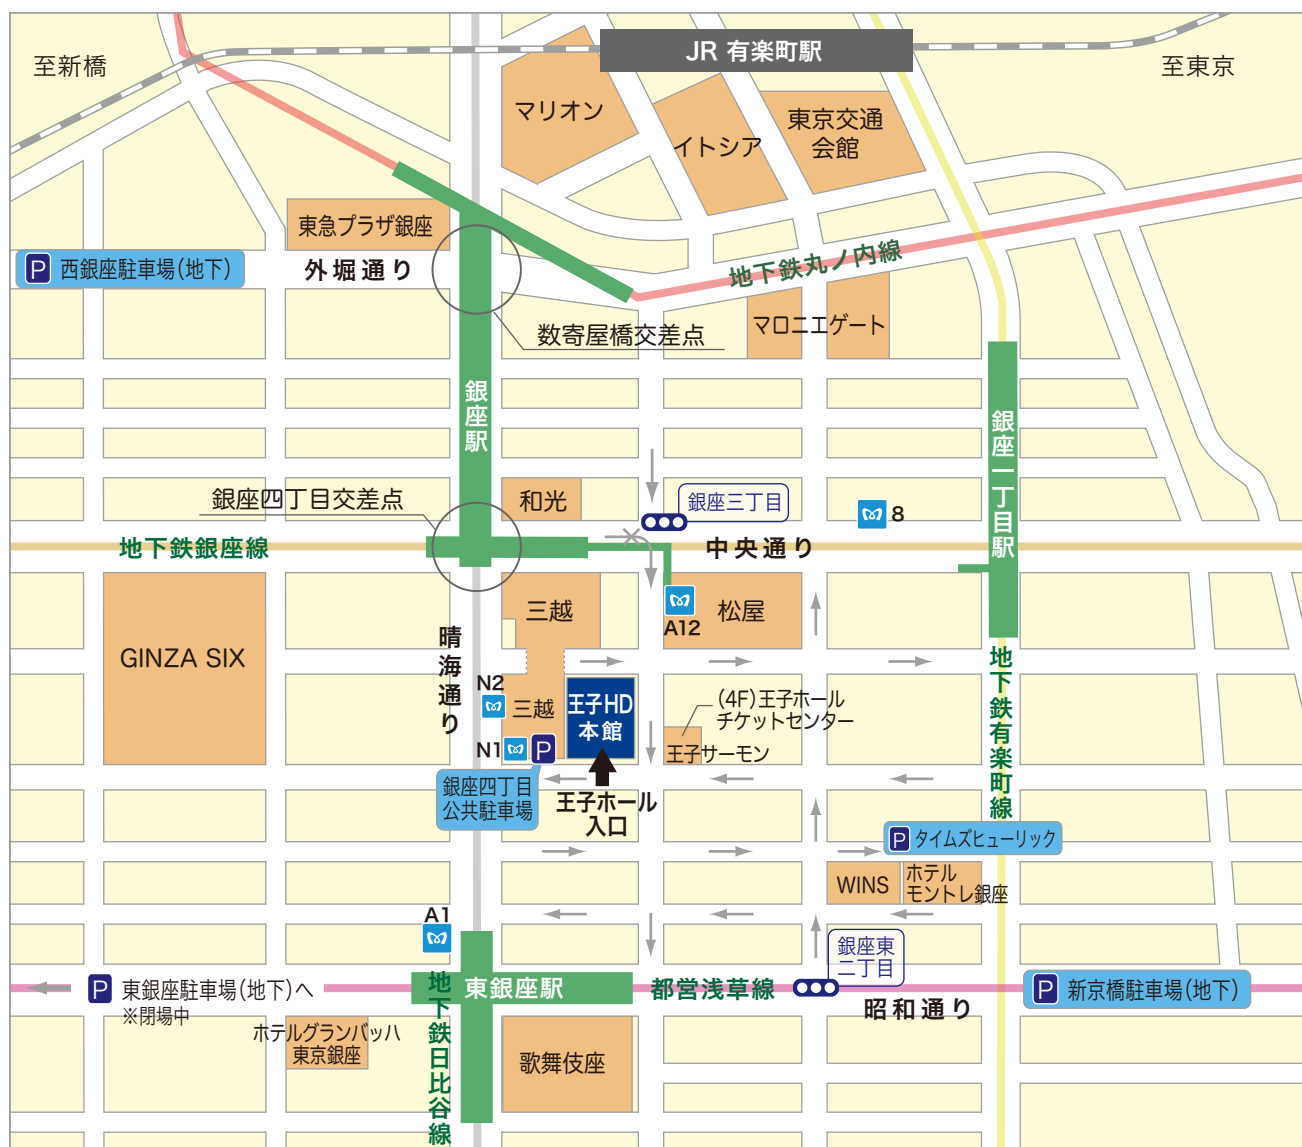 JR 有楽町駅
至新橋
至東京
マリオン
イトシア
東京交通
会館
東急プラザ銀座
P 西銀座駐車場(地下)
外堀通り
地下鉄丸ノ内線
数寄屋橋交差点
マロニエゲート
銀座駅
銀座一丁目駅
銀座四丁目交差点
和光
銀座三丁目
8
地下鉄銀座線
中央通り
GINZA SIX
三越
松屋
A12
晴海通り
N2
三越
王子HD
本館
(4F)王子ホール
チケットセンター
王子サーモン
N1
P
銀座四丁目
公共駐車場
王子ホール
入口
地下鉄有楽町線
P タイムズヒューリック
WINS
ホテル
モントレ銀座
A1
銀座東
二丁目
P 東銀座駐車場(地下)へ
※閉場中
東銀座駅
都営浅草線
昭和通り
P 新京橋駐車場(地下)
地下鉄日比谷線
ホテルグランバッハ
東京銀座
歌舞伎座